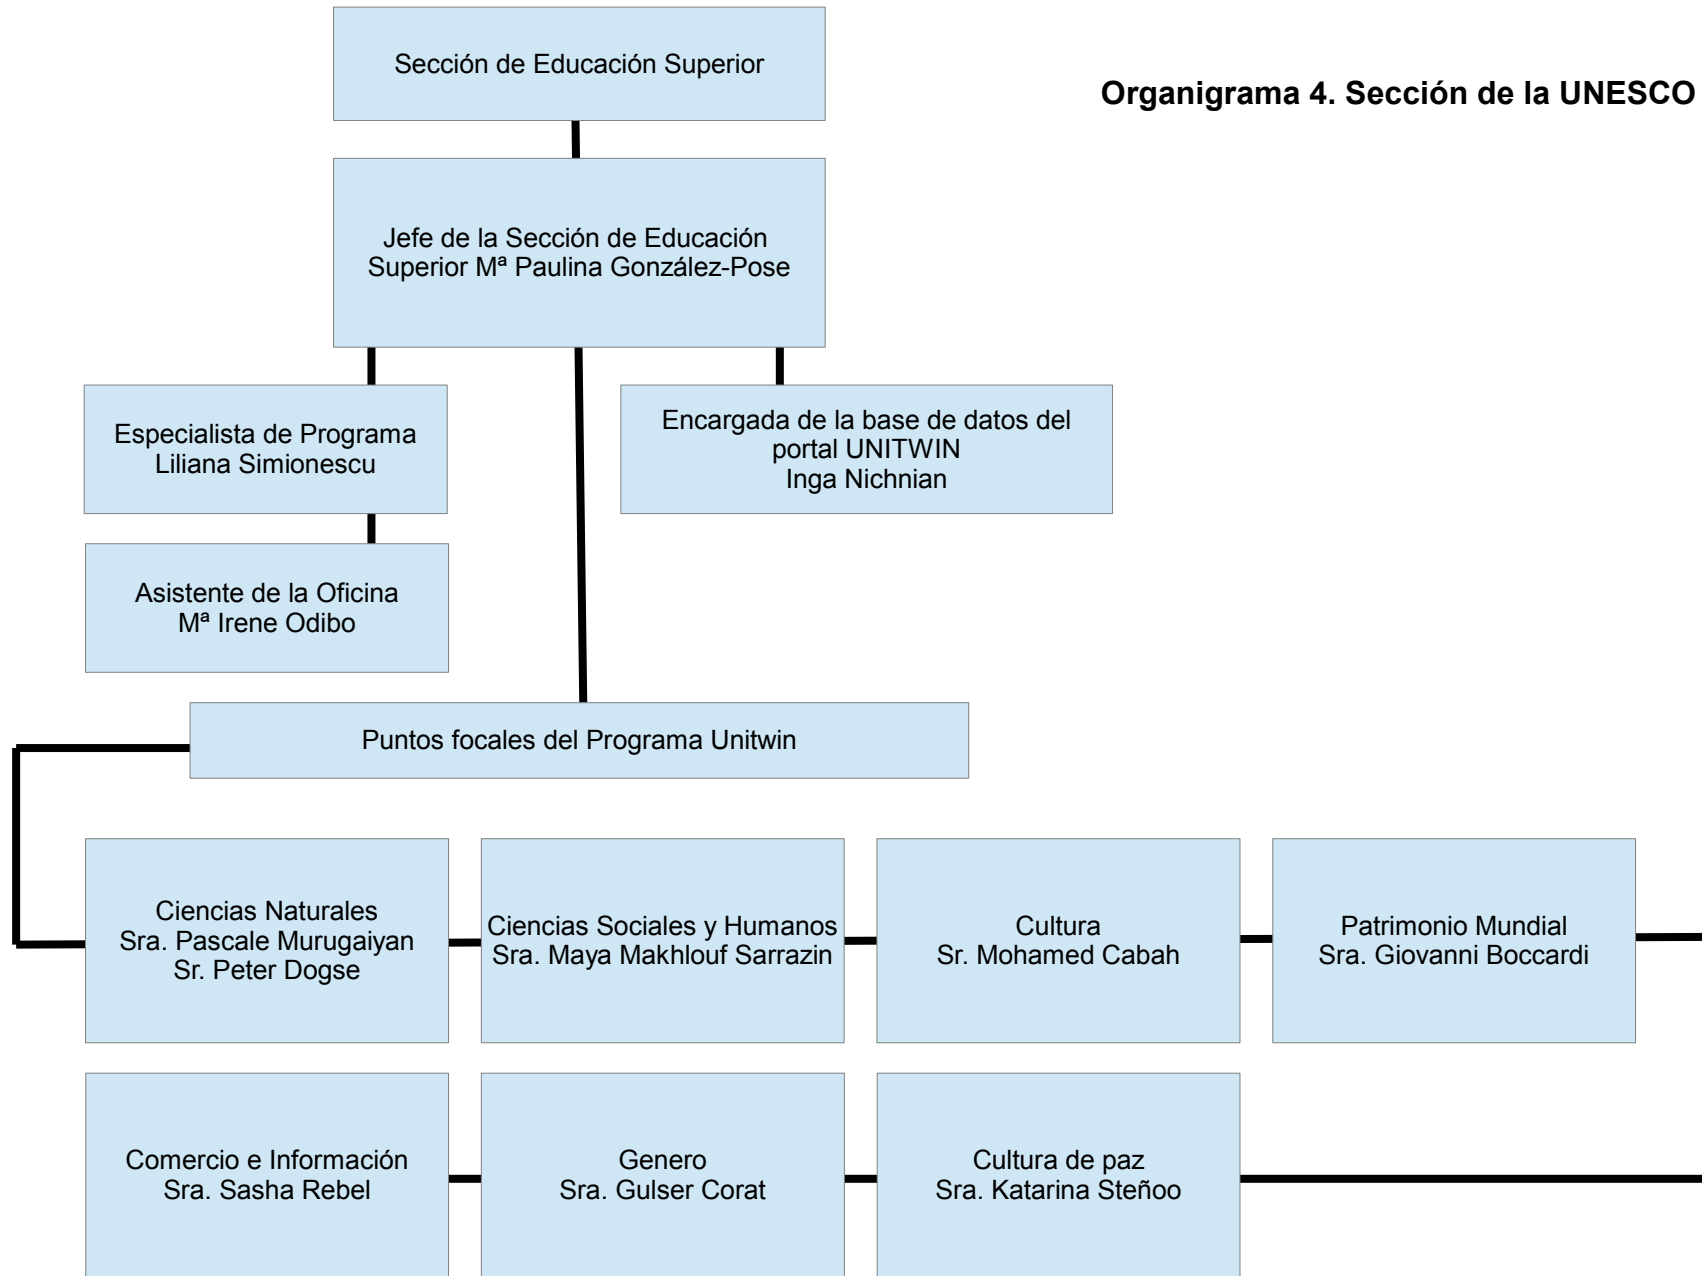 Sección de Educación Superior
Organigrama 4. Sección de la UNESCO
Jefe de la Sección de Educación
Superior Mª Paulina González-Pose
Especialista de Programa
Liliana Simionescu
Encargada de la base de datos del
portal UNITWIN
Inga Nichnian
Asistente de la Oficina
Mª Irene Odibo
Puntos focales del Programa Unitwin
Ciencias Naturales
Sra. Pascale Murugaiyan
Sr. Peter Dogse
Ciencias Sociales y Humanos
Sra. Maya Makhlouf Sarrazin
Cultura
Sr. Mohamed Cabah
Patrimonio Mundial
Sra. Giovanni Boccardi
Comercio e Información
Sra. Sasha Rebel
Genero
Sra. Gulser Corat
Cultura de paz
Sra. Katarina Steñoo